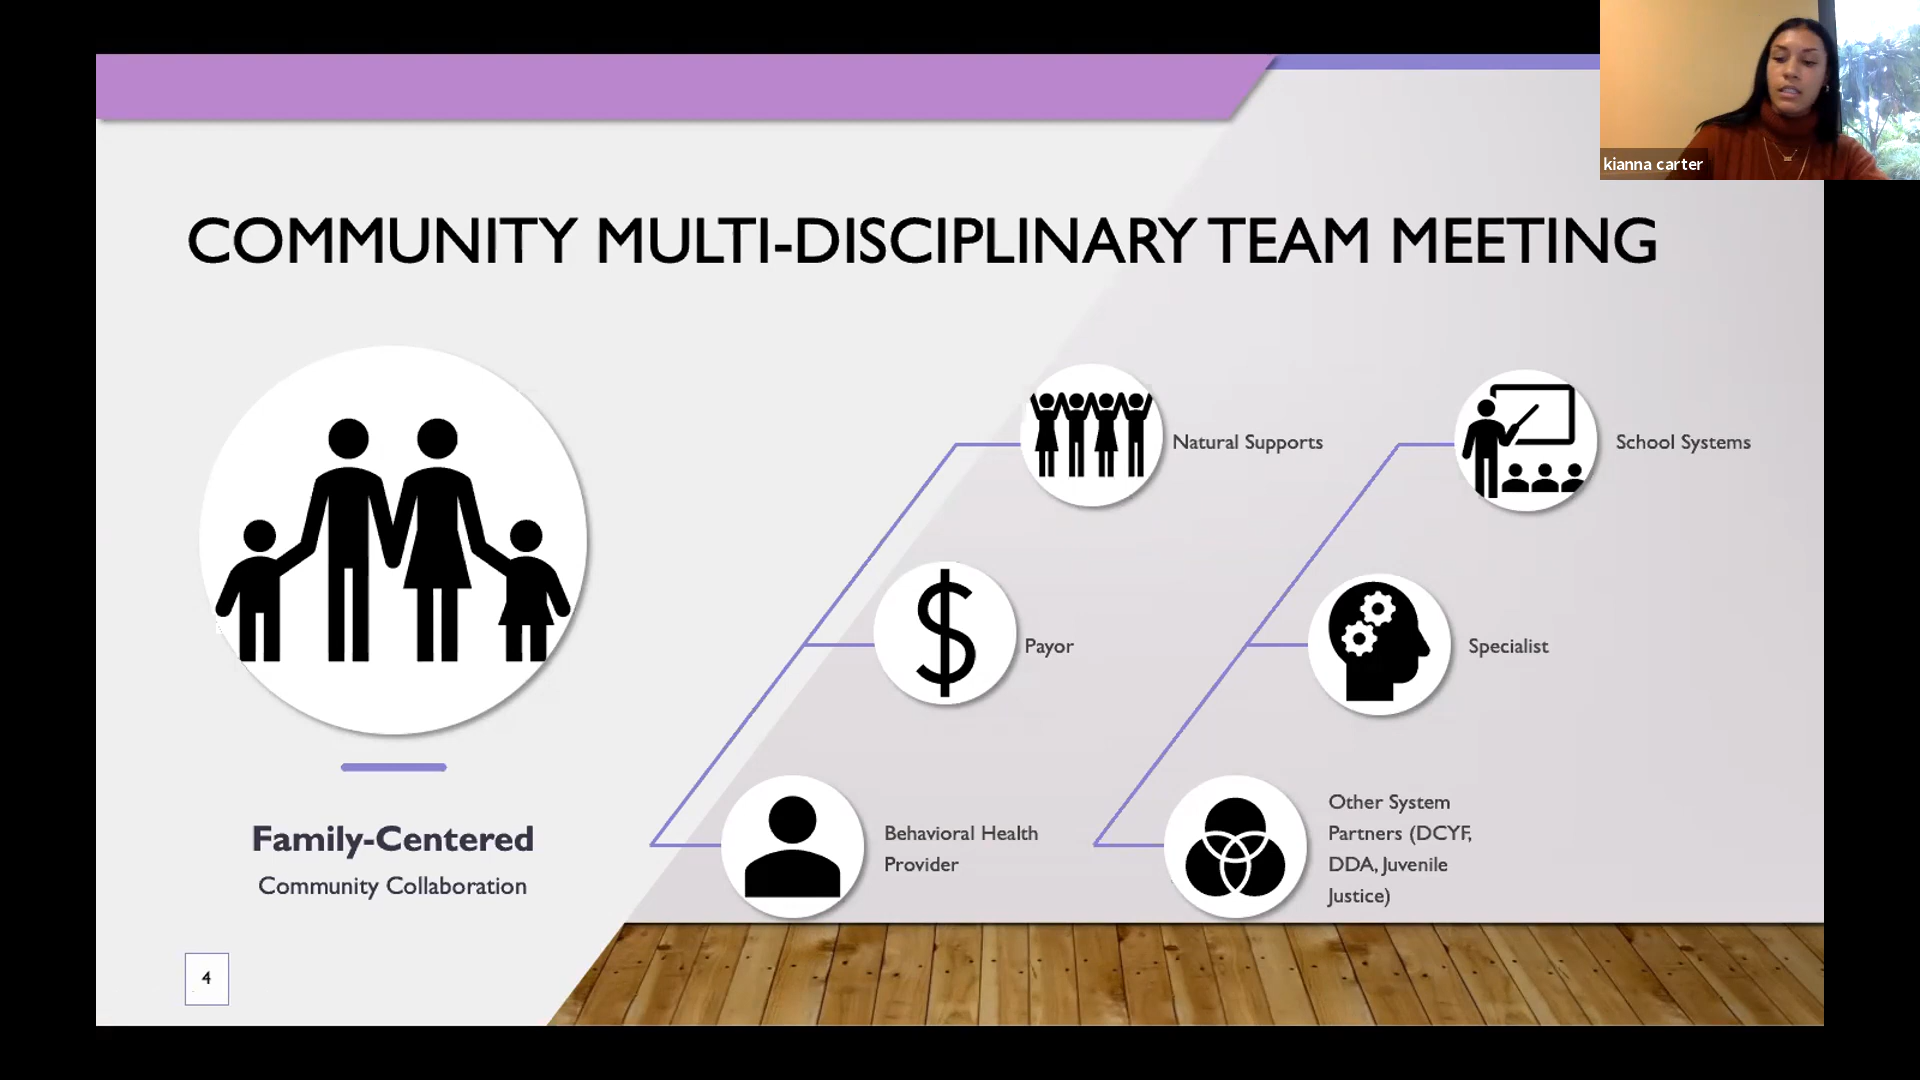 kianna carter
COMMUNITY MULTI-DISCIPLINARY TEAM MEETING
Natural Supports
School Systems
$
Payor
Specialist
Family-Centered
Community Collaboration
Behavioral Health
Provider
Other System
Partners (DCYF,
DDA, Juvenile
Justice)
4